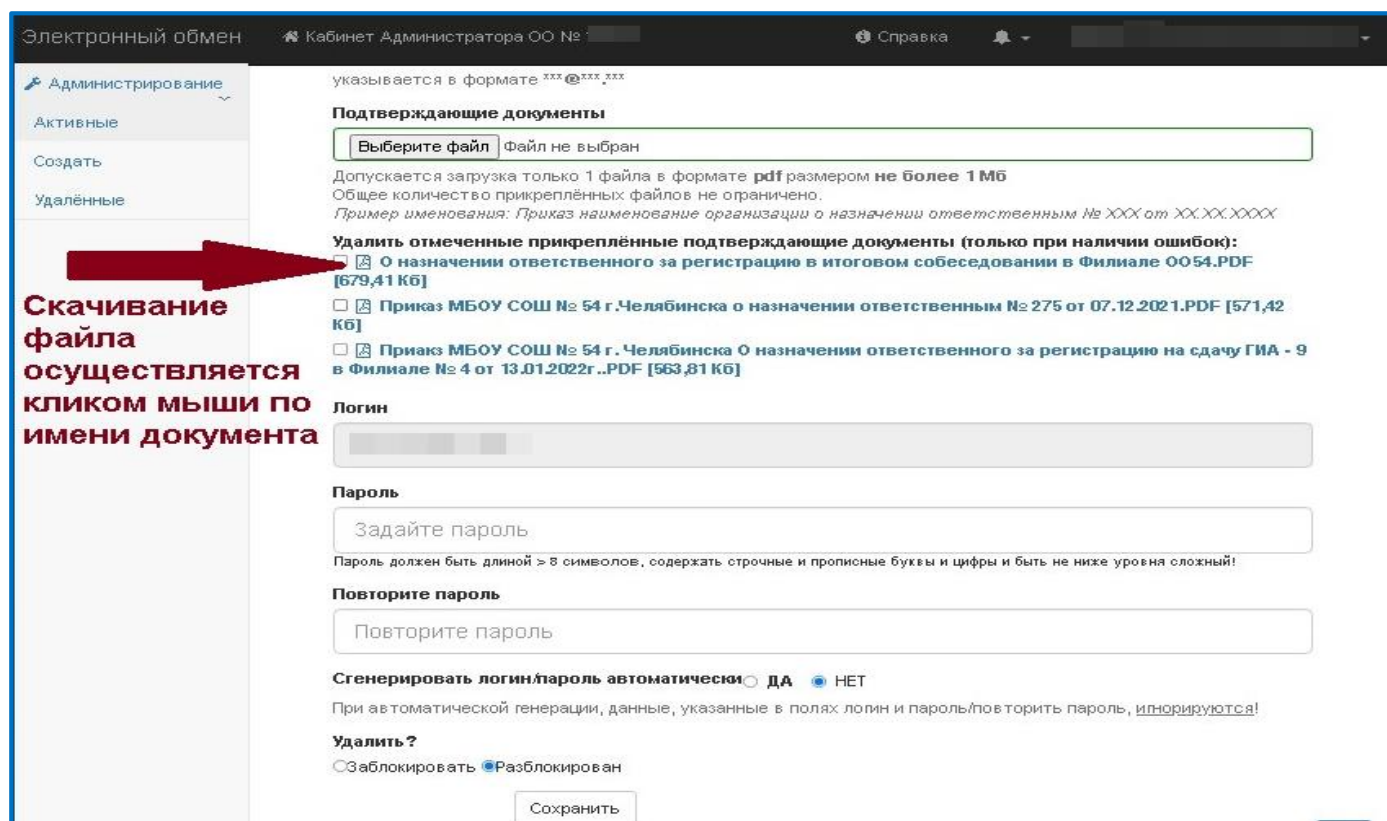 Электронный обмен
Кабинет Администратора ОО №
Справка
Администрирование
Активные
Создать
Удалённые
указывается в формате ***@***.***
Подтверждающие документы
Выберите файл Файл не выбран
Допускается загрузка только 1 файла в формате pdf размером не более 1 Мб
Общее количество прикреплённых файлов не ограничено.
Пример именования: Приказ наименование организации о назначении ответственным № XXX от XX.XX.XXXX
Удалить отмеченные прикреплённые подтверждающие документы (только при наличии ошибок):
О назначении ответственного за регистрацию в итоговом собеседовании в Филиале ОО54.PDF
[679,41 Кб]
Приказ МБОУ СОШ № 54 г.Челябинска о назначении ответственным № 275 от 07.12.2021.PDF [571,42
Кб]
Приакз МБОУ СОШ № 54 г. Челябинска О назначении ответственного за регистрацию на сдачу ГИА - 9
в Филиале № 4 от 13.01.2022г..PDF [563,81 Кб]
Скачивание
файла
осуществляется
кликом мыши по
имени документа
Логин
Пароль
Задайте пароль
Пароль должен быть длиной > 8 символов, содержать строчные и прописные буквы и цифры и быть не ниже уровня сложный!
Повторите пароль
Повторите пароль
Сгенерировать логин/пароль автоматически ДА НЕТ
При автоматической генерации, данные, указанные в полях логин и пароль/повторить пароль, игнорируются!
Удалить?
Заблокировать Разблокирован
Сохранить